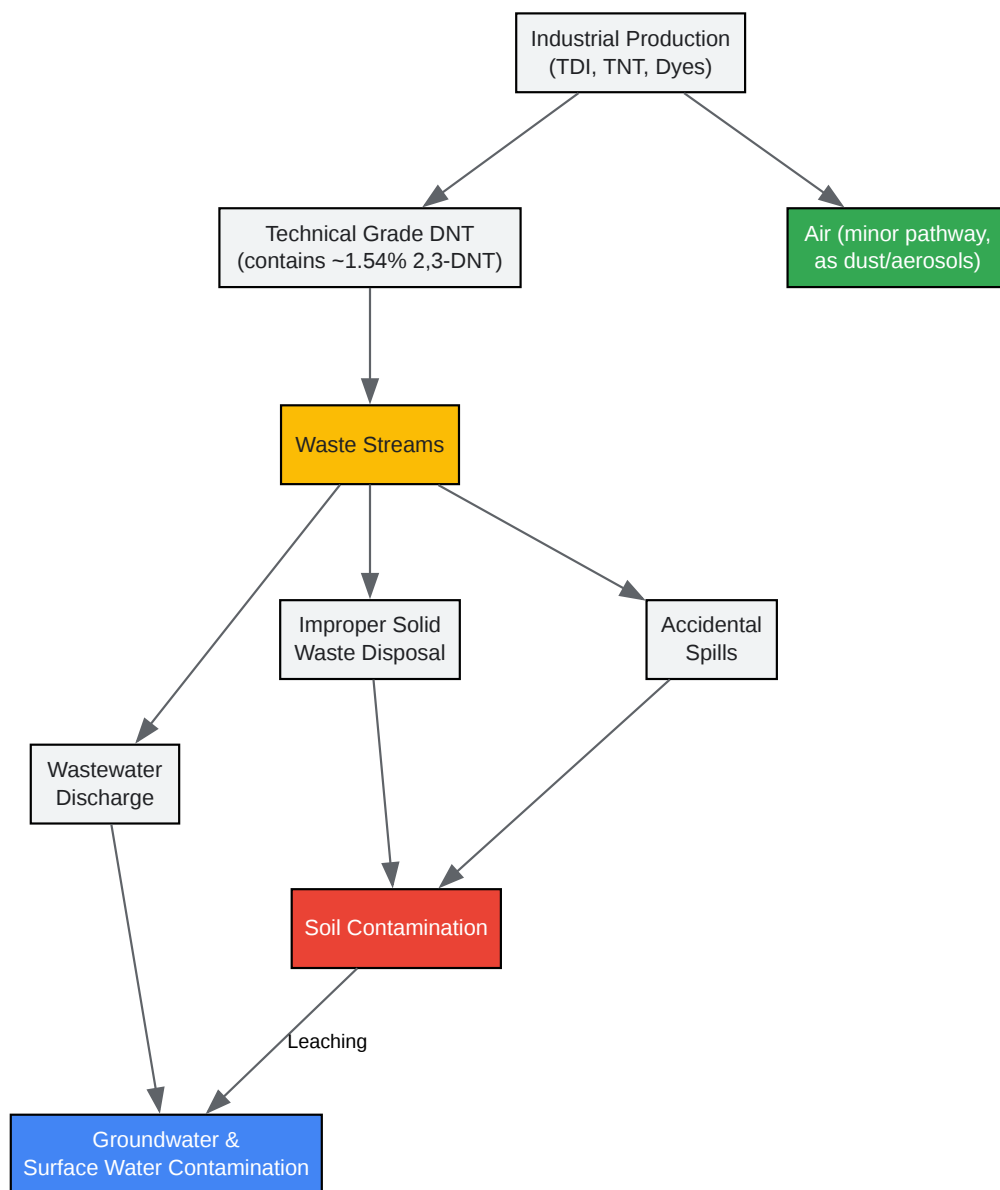 Industrial Production
(TDI, TNT, Dyes)
Technical Grade DNT
(contains ~1.54% 2,3-DNT)
Air (minor pathway,
as dust/aerosols)
Waste Streams
Improper Solid
Waste Disposal
Accidental
Spills
Wastewater
Discharge
Soil Contamination
Leaching
Groundwater &
Surface Water Contamination